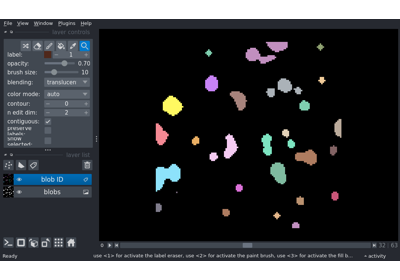 File View Window Plugins Help
layer controls
label: 1
opacity: 0.70
brush size: 10
blending: translucen
color mode: auto
contour: 0
n edit dim: 2
contiguous:
preserve labels:
show selected:
layer list
blob ID
blobs
32 63
Ready use <1> for activate the label eraser, use <2> for activate the paint brush, use <3> for activate the fill b... activity